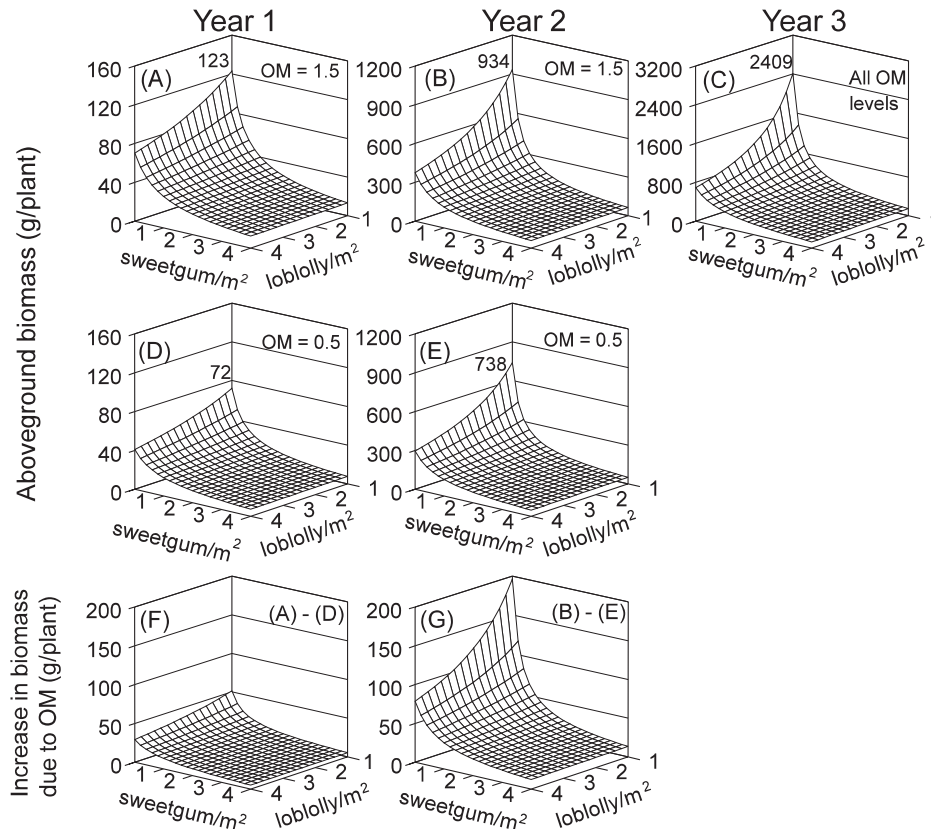 Year 1
Year 2
Year 3
Aboveground biomass (g/plant)
160
120
80
40
0
(A)
123
OM = 1.5
1
2
3
4
sweetgum/m²
4
3
2
1
loblolly/m²
1200
900
600
300
0
(B)
934
OM = 1.5
1
2
3
4
sweetgum/m²
4
3
2
1
loblolly/m²
3200
2400
1600
800
0
(C)
2409
All OM
levels
1
2
3
4
sweetgum/m²
4
3
2
1
loblolly/m²
160
120
80
40
0
(D)
72
OM = 0.5
1
2
3
4
sweetgum/m²
4
3
2
1
loblolly/m²
1200
900
600
300
0
(E)
738
OM = 0.5
1
2
3
4
sweetgum/m²
4
3
2
1
loblolly/m²
Increase in biomass
due to OM (g/plant)
200
150
100
50
0
(F)
(A) - (D)
1
2
3
4
sweetgum/m²
4
3
2
1
loblolly/m²
200
150
100
50
0
(G)
(B) - (E)
1
2
3
4
sweetgum/m²
4
3
2
1
loblolly/m²